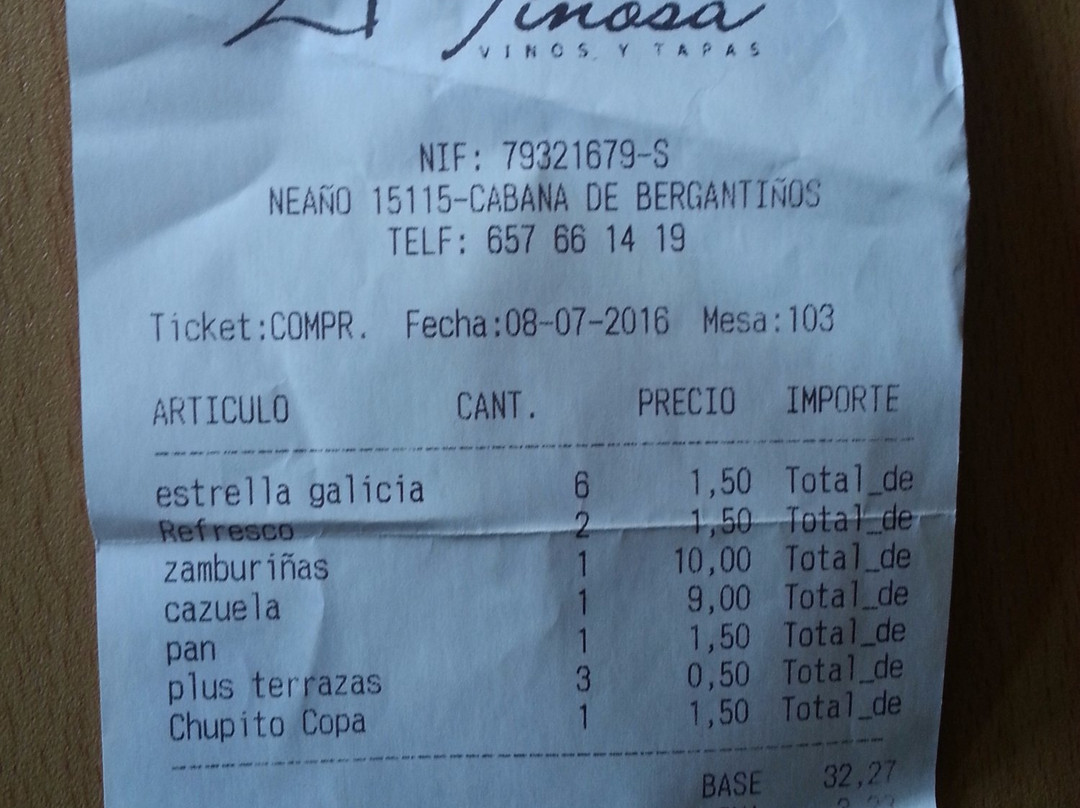 Vinosa
VINOS Y TAPAS
NIF: 79321679-S
NEAÑO 15115-CABANA DE BERGANTIÑOS
TELF: 657 66 14 19
Ticket:COMPR. Fecha:08-07-2016 Mesa:103
ARTICULO CANT. PRECIO IMPORTE
estrella galicia 6 1,50 Total_de
Refresco 2 1,50 Total_de
zamburiñas 1 10,00 Total_de
cazuela 1 9,00 Total_de
pan 1 1,50 Total_de
plus terrazas 3 0,50 Total_de
Chupito Copa 1 1,50 Total_de
BASE 32,27